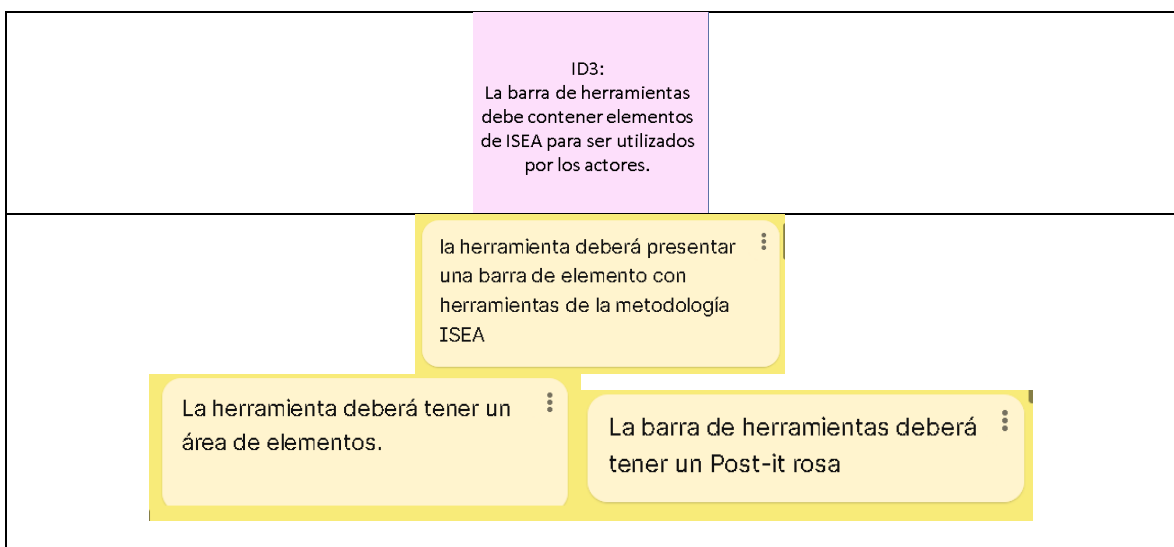 ID3:
La barra de herramientas
debe contener elementos
de ISEA para ser utilizados
por los actores.
la herramienta deberá presentar
una barra de elemento con
herramientas de la metodología
ISEA
La herramienta deberá tener un
área de elementos.
La barra de herramientas deberá
tener un Post-it rosa